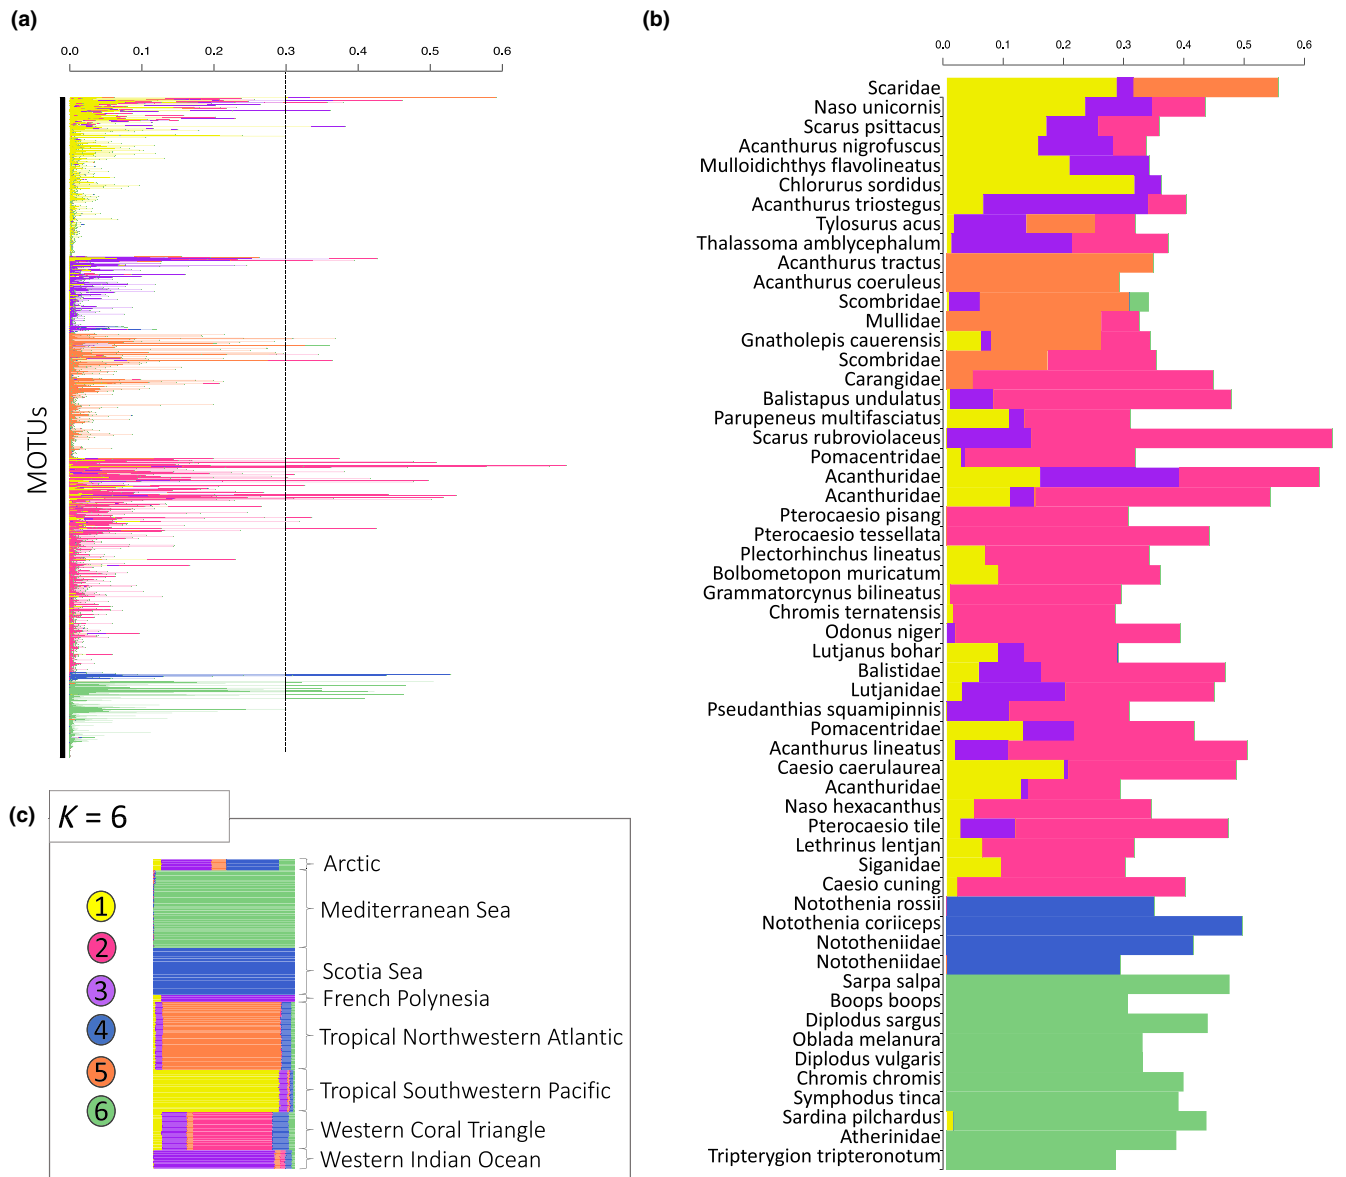 (a)
0.0 0.1 0.2 0.3 0.4 0.5 0.6
MOTUs
(b)
0.0 0.1 0.2 0.3 0.4 0.5 0.6
Scaridae
Naso unicornis
Scarus psittacus
Acanthurus nigrofuscus
Mulloidichthys flavolineatus
Chlorurus sordidus
Acanthurus triostegus
Tylosurus acus
Thalassoma amblycephalum
Acanthurus tractus
Acanthurus coeruleus
Scombridae
Mullidae
Gnatholepis cauerensis
Scombridae
Carangidae
Balistapus undulatus
Parupeneus multifasciatus
Scarus rubroviolaceus
Pomacentridae
Acanthuridae
Acanthuridae
Pterocaesio pisang
Pterocaesio tessellata
Plectorhinchus lineatus
Bolbometopon muricatum
Grammatorcynus bilineatus
Chromis ternatensis
Odonus niger
Lutjanus bohar
Balistidae
Lutjanidae
Pseudanthias squamipinnis
Pomacentridae
Acanthurus lineatus
Caesio caerulaurea
Acanthuridae
Naso hexacanthus
Pterocaesio tile
Lethrinus lentjan
Siganidae
Caesio cuning
Notothenia rossii
Notothenia coriiceps
Nototheniidae
Nototheniidae
Sarpa salpa
Boops boops
Diplodus sargus
Oblada melanura
Diplodus vulgaris
Chromis chromis
Symphodus tinca
Sardina pilchardus
Atherinidae
Tripterygion tripteronotum
(c)
K = 6
1
2
3
4
5
6
Arctic
Mediterranean Sea
Scotia Sea
French Polynesia
Tropical Northwestern Atlantic
Tropical Southwestern Pacific
Western Coral Triangle
Western Indian Ocean